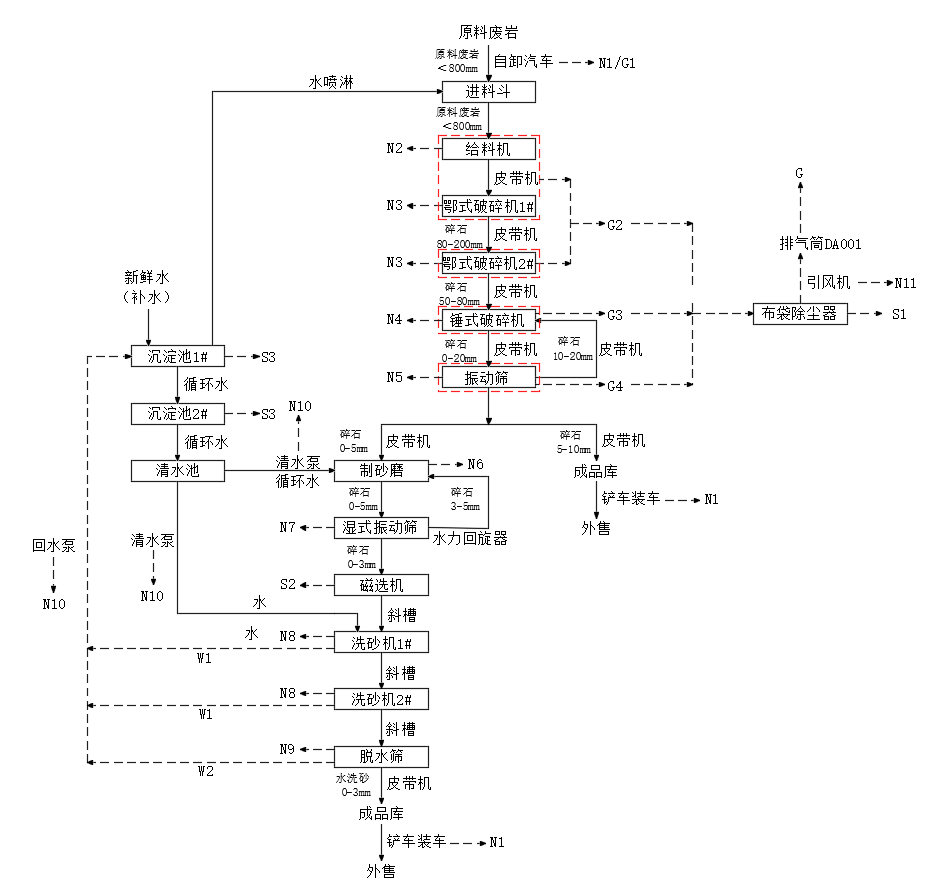 原料废岩
原料废岩
<800mm
自卸汽车
N1/G1
水喷淋
进料斗
原料废岩
<800mm
N2
给料机
皮带机
G
N3
鄂式破碎机1#
G2
碎石
80-200mm
皮带机
排气筒DA001
N3
鄂式破碎机2#
新鲜水
(补水)
引风机
N11
碎石
50-80mm
皮带机
N4
锤式破碎机
G3
布袋除尘器
S1
沉淀池1#
S3
碎石
0-20mm
皮带机
碎石
10-20mm
皮带机
N5
振动筛
G4
循环水
沉淀池2#
S3
N10
循环水
碎石
0-5mm
皮带机
碎石
5-10mm
皮带机
清水池
清水泵
循环水
制砂磨
N6
成品库
碎石
0-5mm
碎石
3-5mm
铲车装车
N1
N7
湿式振动筛
水力回旋器
外售
回水泵
清水泵
碎石
0-3mm
N10
N10
S2
磁选机
水
斜槽
水
N8
洗砂机1#
W1
斜槽
N8
洗砂机2#
W1
斜槽
N9
脱水筛
W2
水洗砂
0-3mm
皮带机
成品库
铲车装车
N1
外售